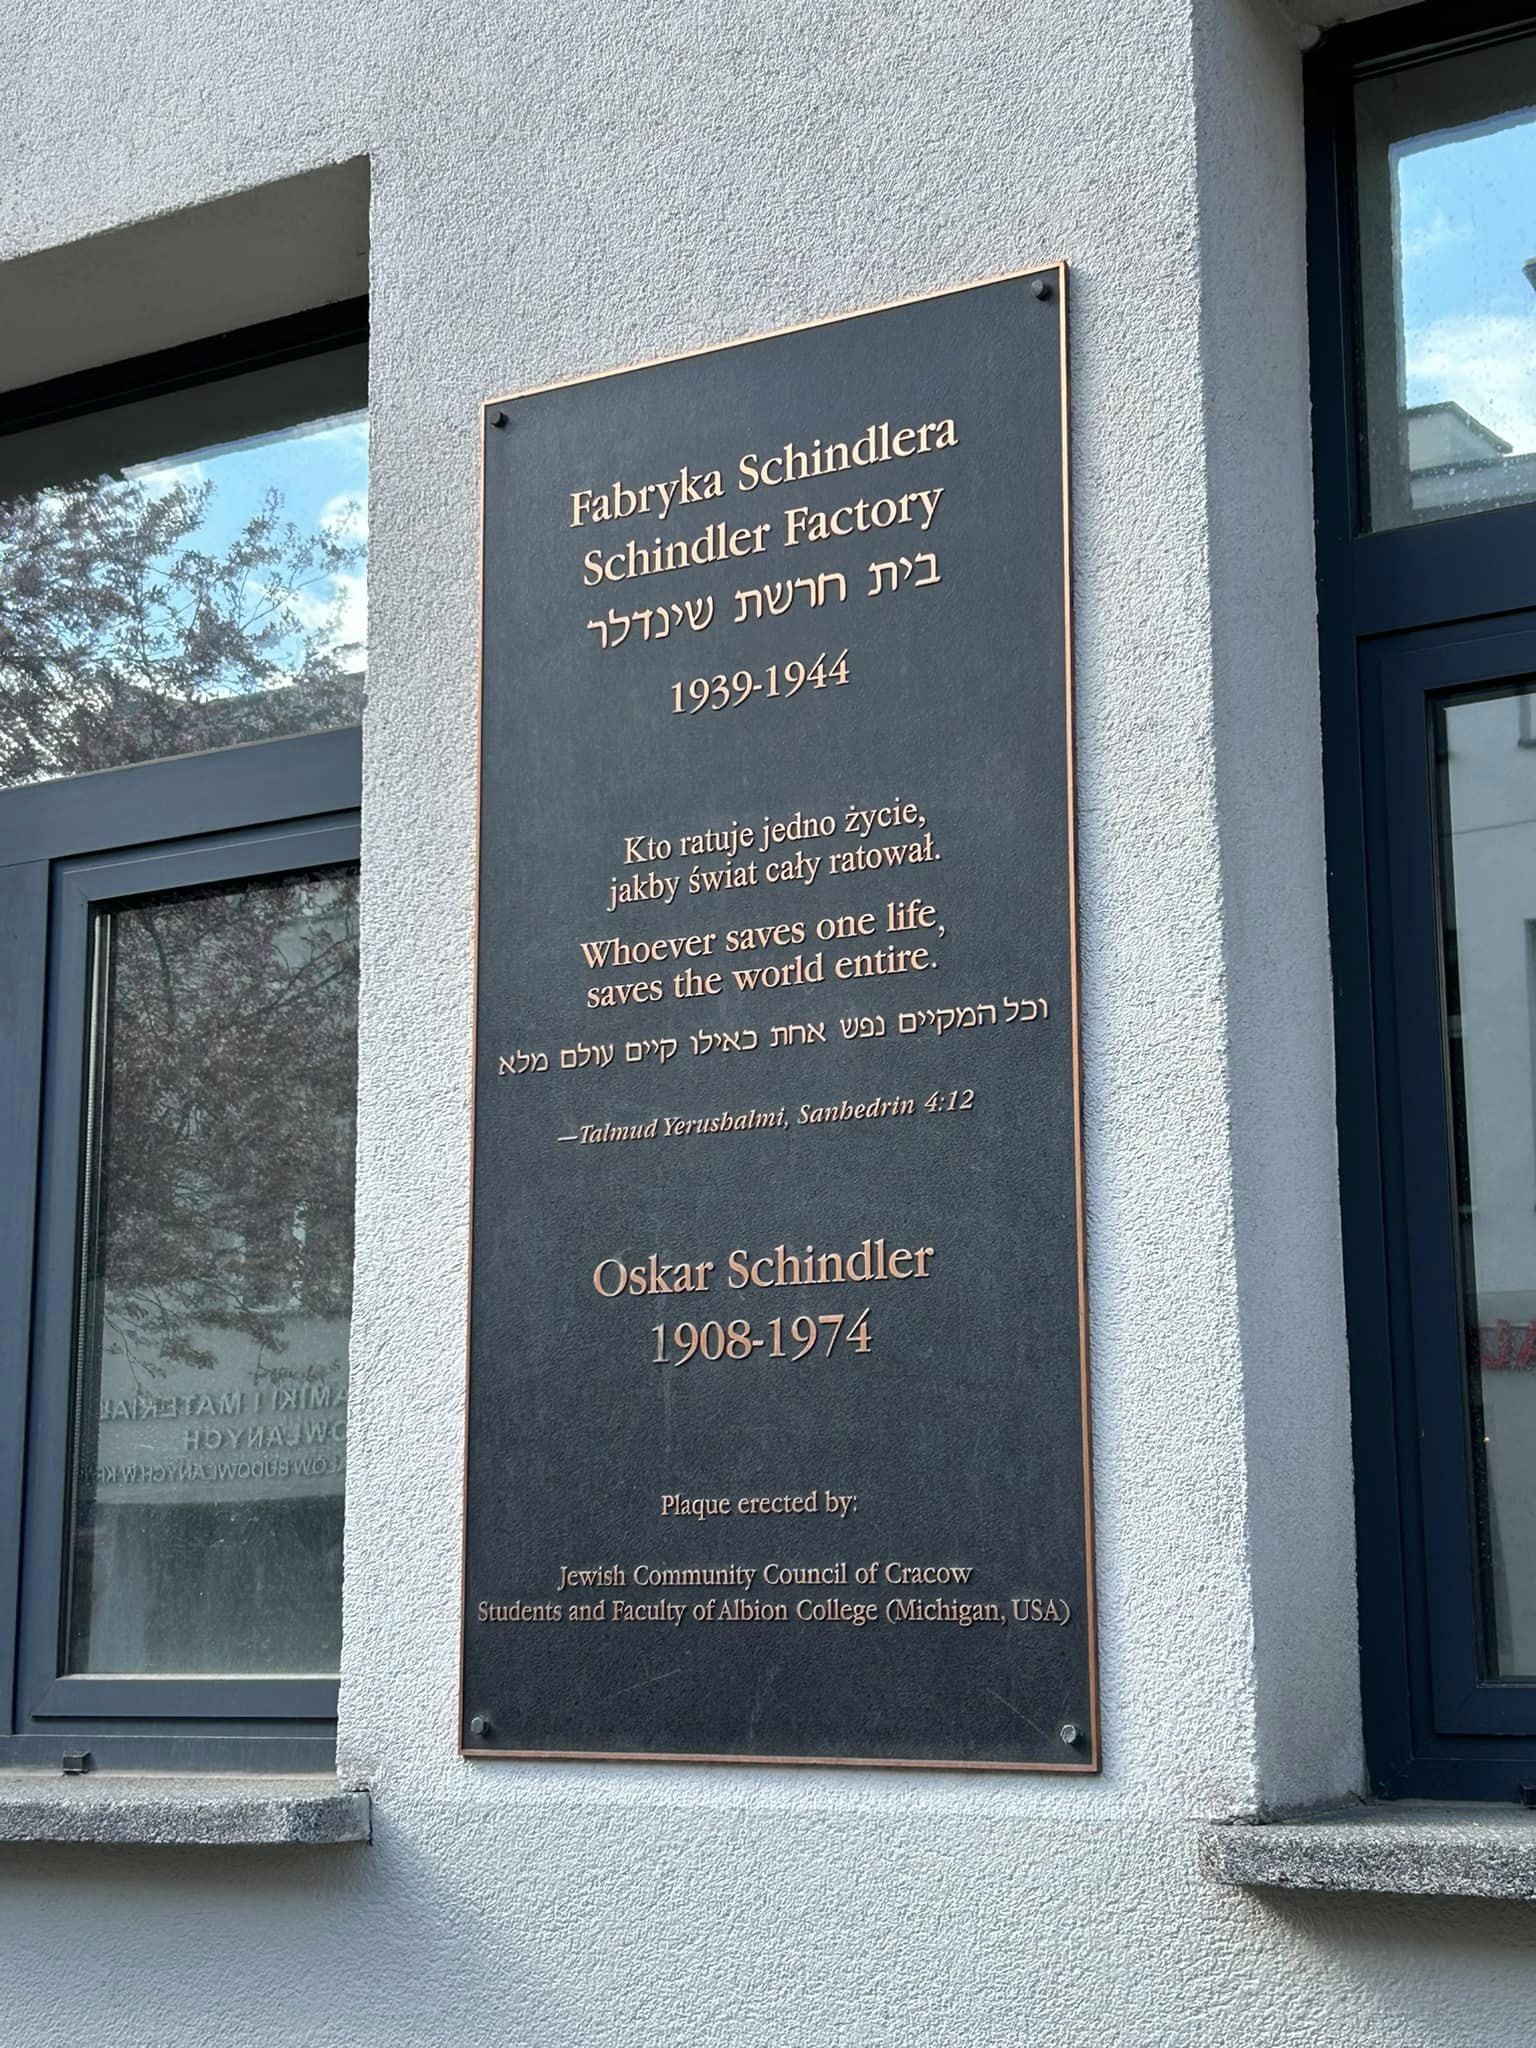 Fabryka Schindlera
Schindler Factory
בית חרשת שינדלר
1939-1944
Kto ratuje jedno życie,
jakby świat cały ratował.
Whoever saves one life,
saves the world entire.
וכל המקיים נפש אחת כאילו קיים עולם מלא
—Talmud Yerushalmi, Sanhedrin 4:12
Oskar Schindler
1908-1974
Plaque erected by:
Jewish Community Council of Cracow
Students and Faculty of Albion College (Michigan, USA)